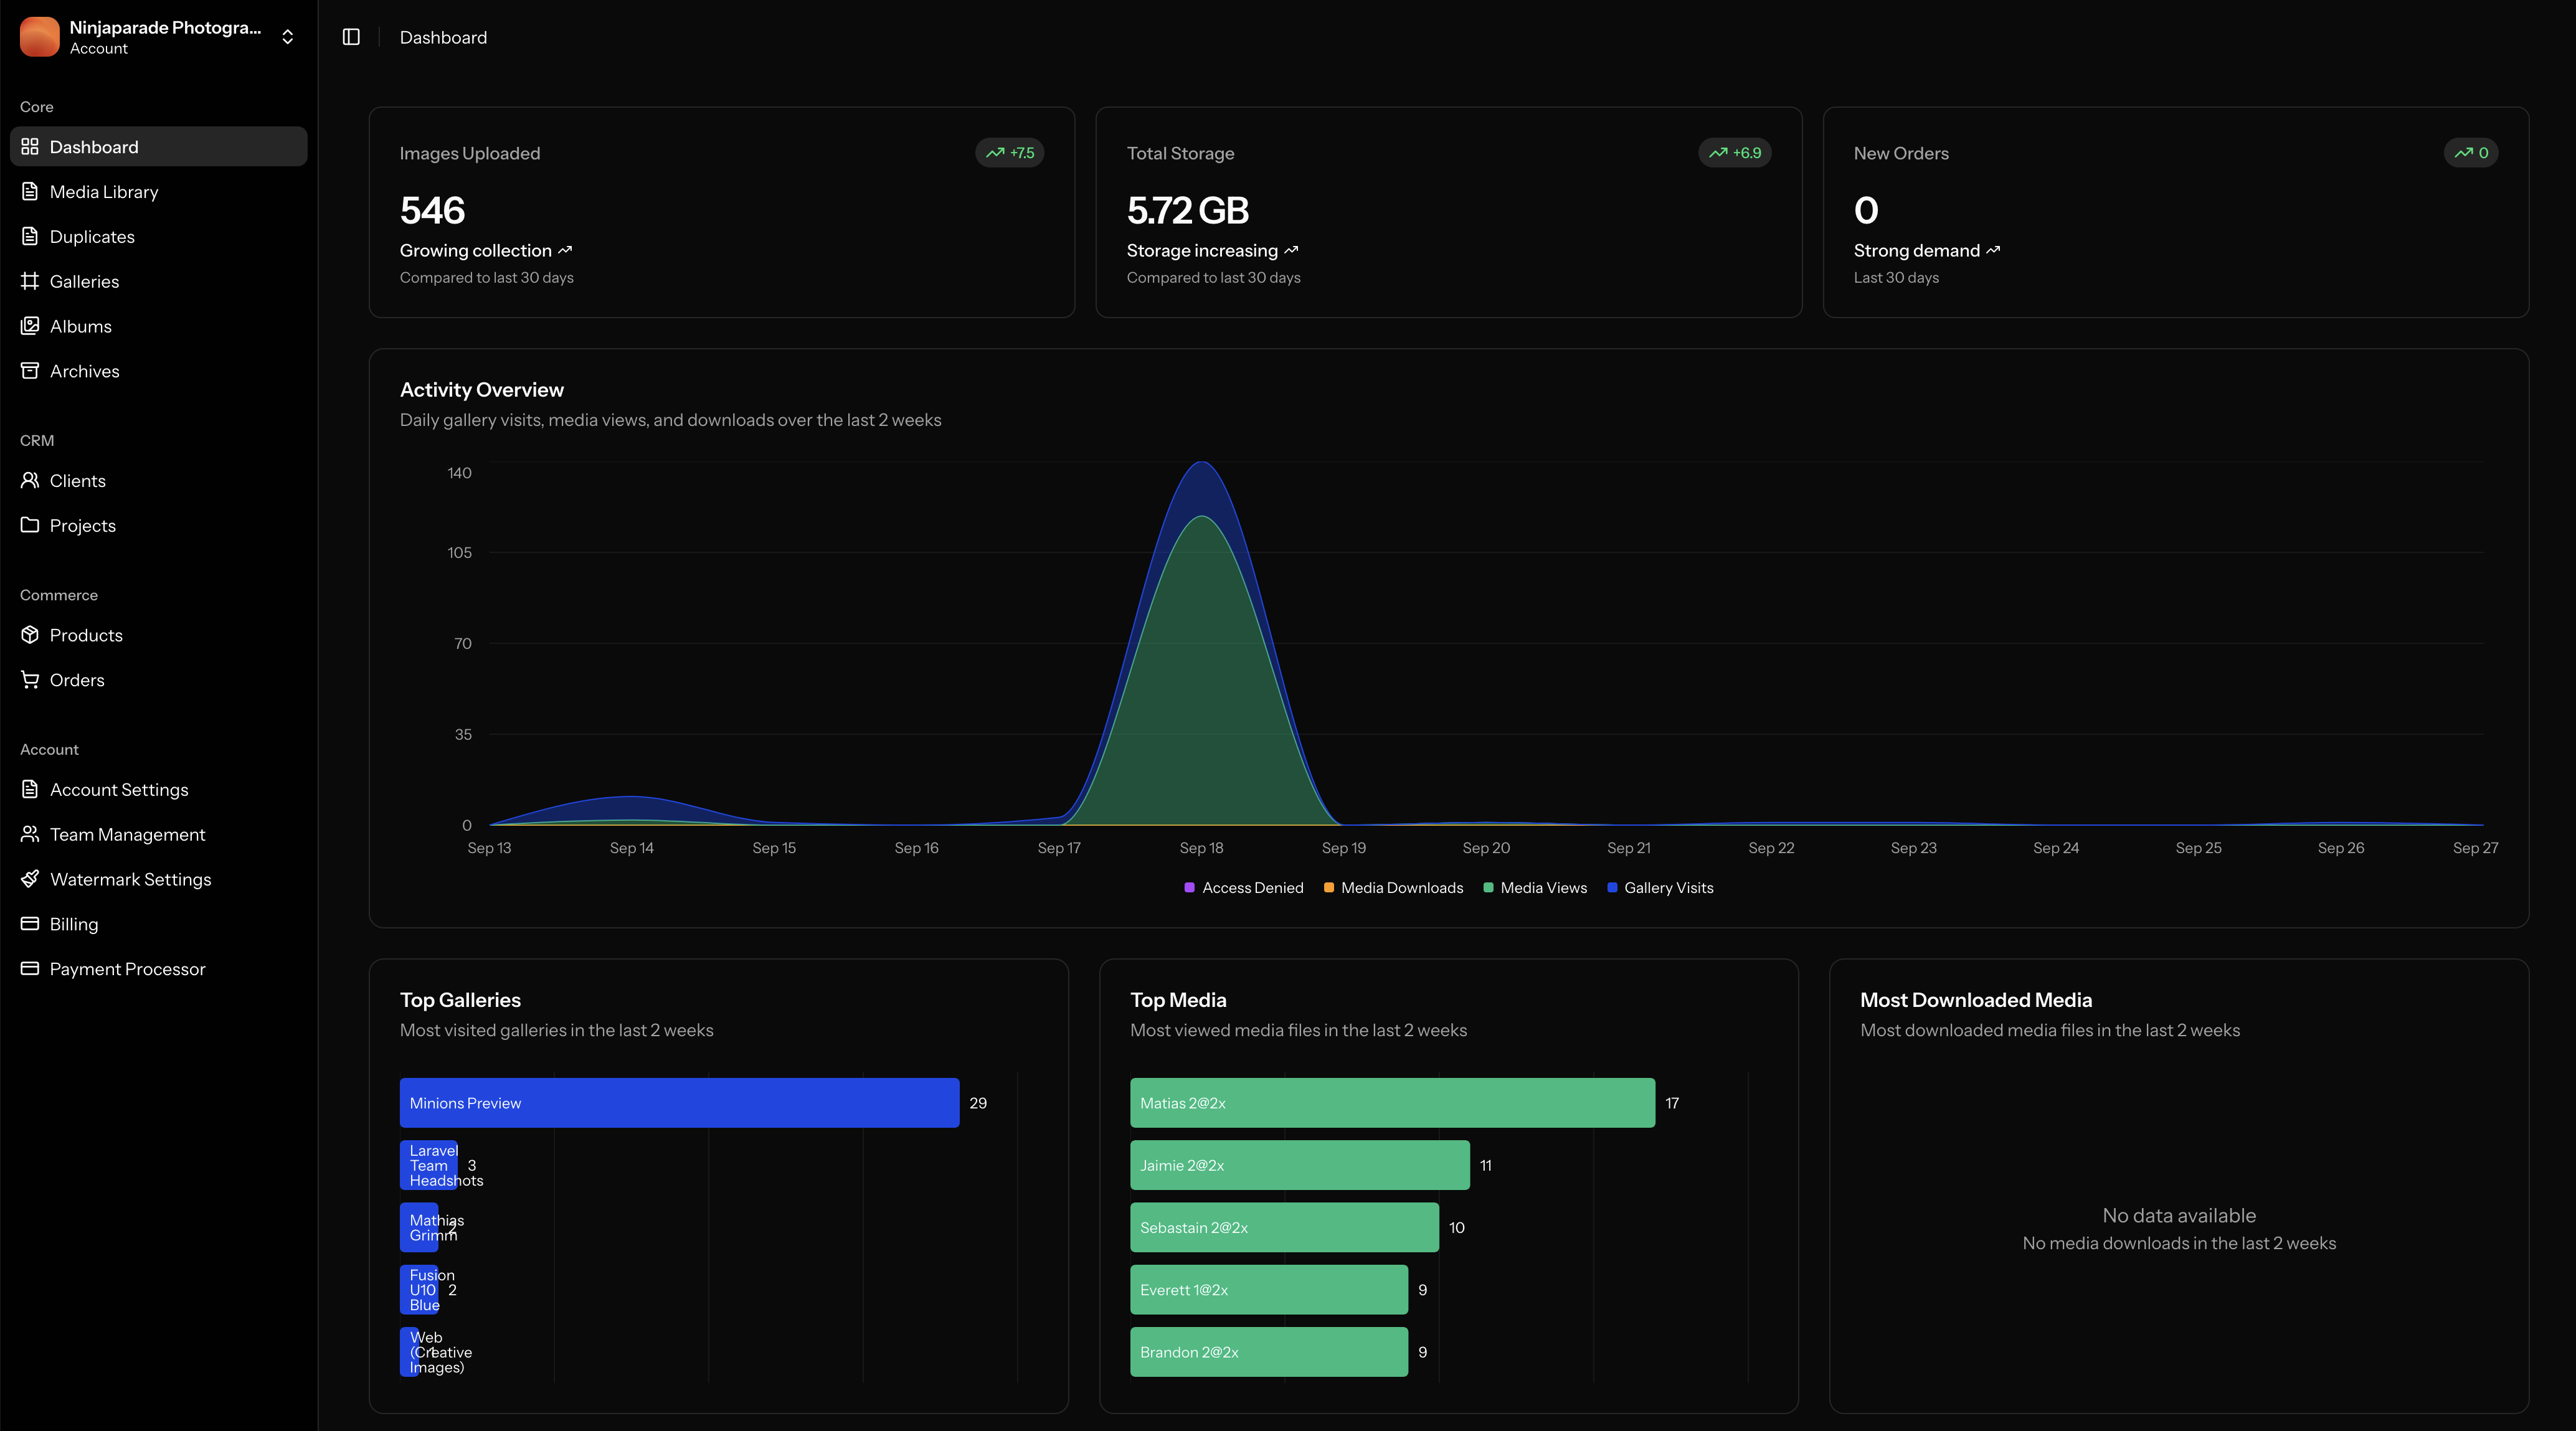 Ninjaparade Photogra...
Account
Core
Dashboard
Media Library
Duplicates
Galleries
Albums
Archives
CRM
Clients
Projects
Commerce
Products
Orders
Account
Account Settings
Team Management
Watermark Settings
Billing
Payment Processor
Dashboard
Images Uploaded
+7.5
546
Growing collection
Compared to last 30 days
Total Storage
+6.9
5.72 GB
Storage increasing
Compared to last 30 days
New Orders
0
0
Strong demand
Last 30 days
Activity Overview
Daily gallery visits, media views, and downloads over the last 2 weeks
140
105
70
35
0
Sep 13 Sep 14 Sep 15 Sep 16 Sep 17 Sep 18 Sep 19 Sep 20 Sep 21 Sep 22 Sep 23 Sep 24 Sep 25 Sep 26 Sep 27
Access Denied Media Downloads Media Views Gallery Visits
Top Galleries
Most visited galleries in the last 2 weeks
Minions Preview 29
Laravel
Team 3
Headshots
Mathias
2
Grimm
Fusion
U10 2
Blue
Web
(Creative
Images)
Top Media
Most viewed media files in the last 2 weeks
Matias 2@2x 17
Jaimie 2@2x 11
Sebastain 2@2x 10
Everett 1@2x 9
Brandon 2@2x 9
Most Downloaded Media
Most downloaded media files in the last 2 weeks
No data available
No media downloads in the last 2 weeks